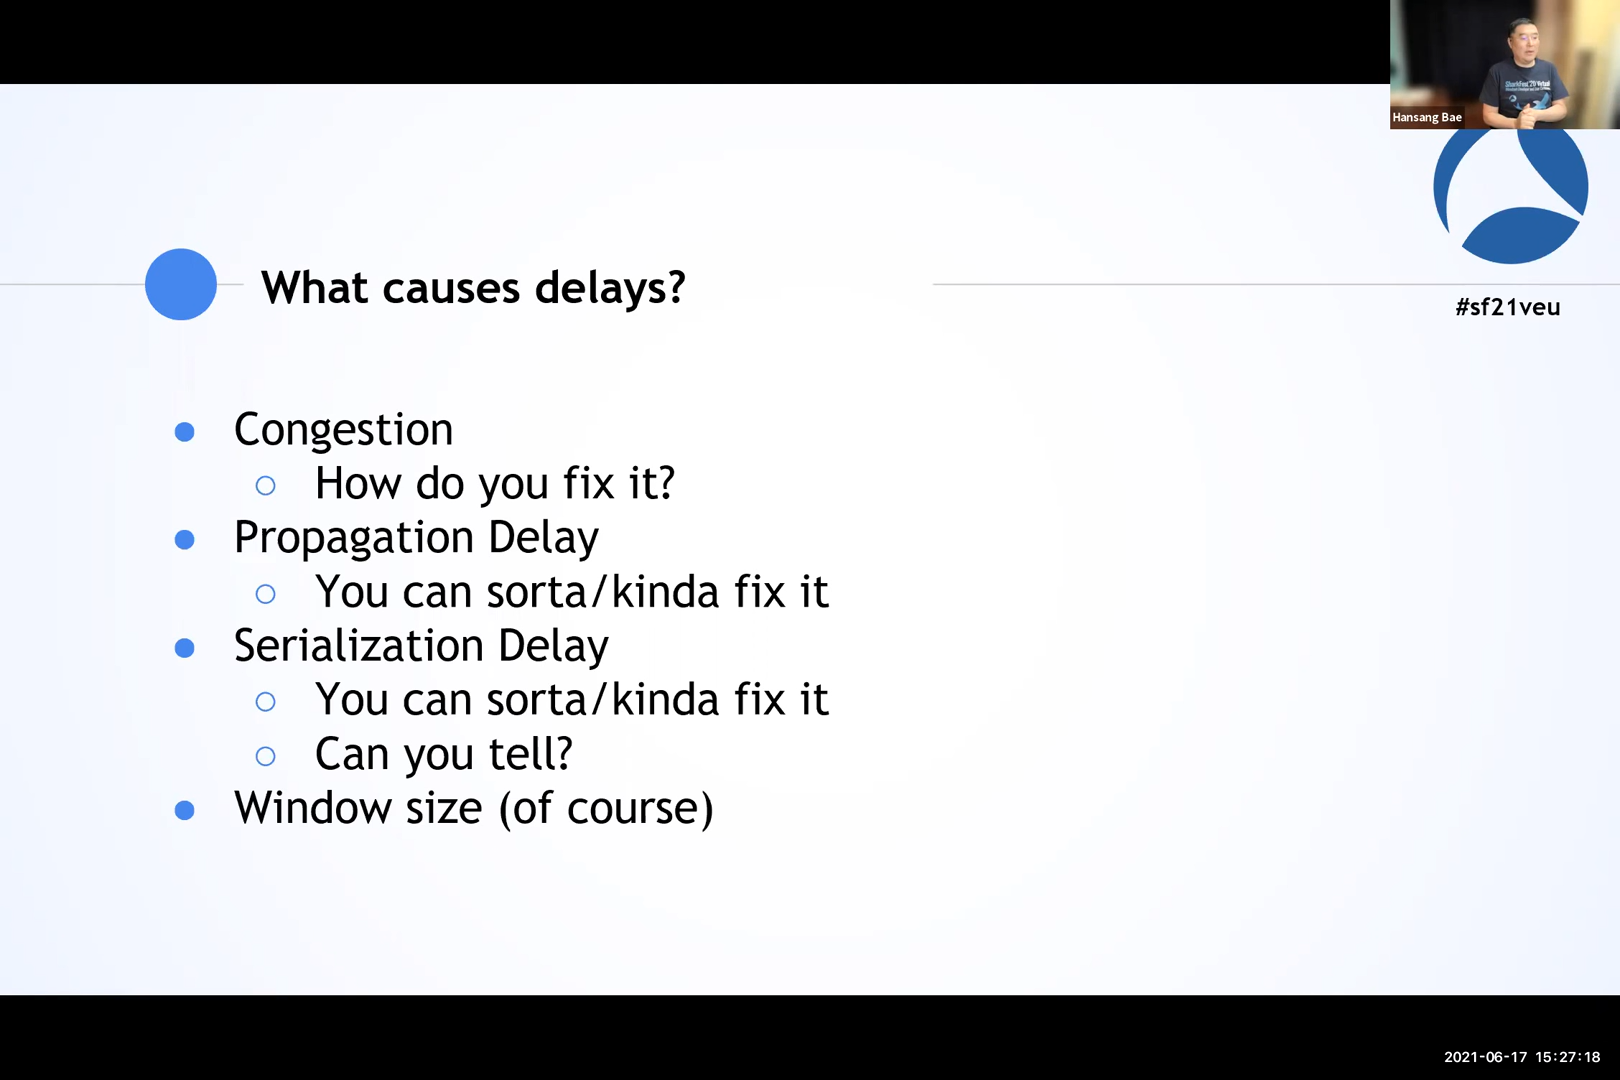 Hansang Bae
What causes delays?
#sf21veu
Congestion
How do you fix it?
Propagation Delay
You can sorta/kinda fix it
Serialization Delay
You can sorta/kinda fix it
Can you tell?
Window size (of course)
2021-06-17 15:27:18